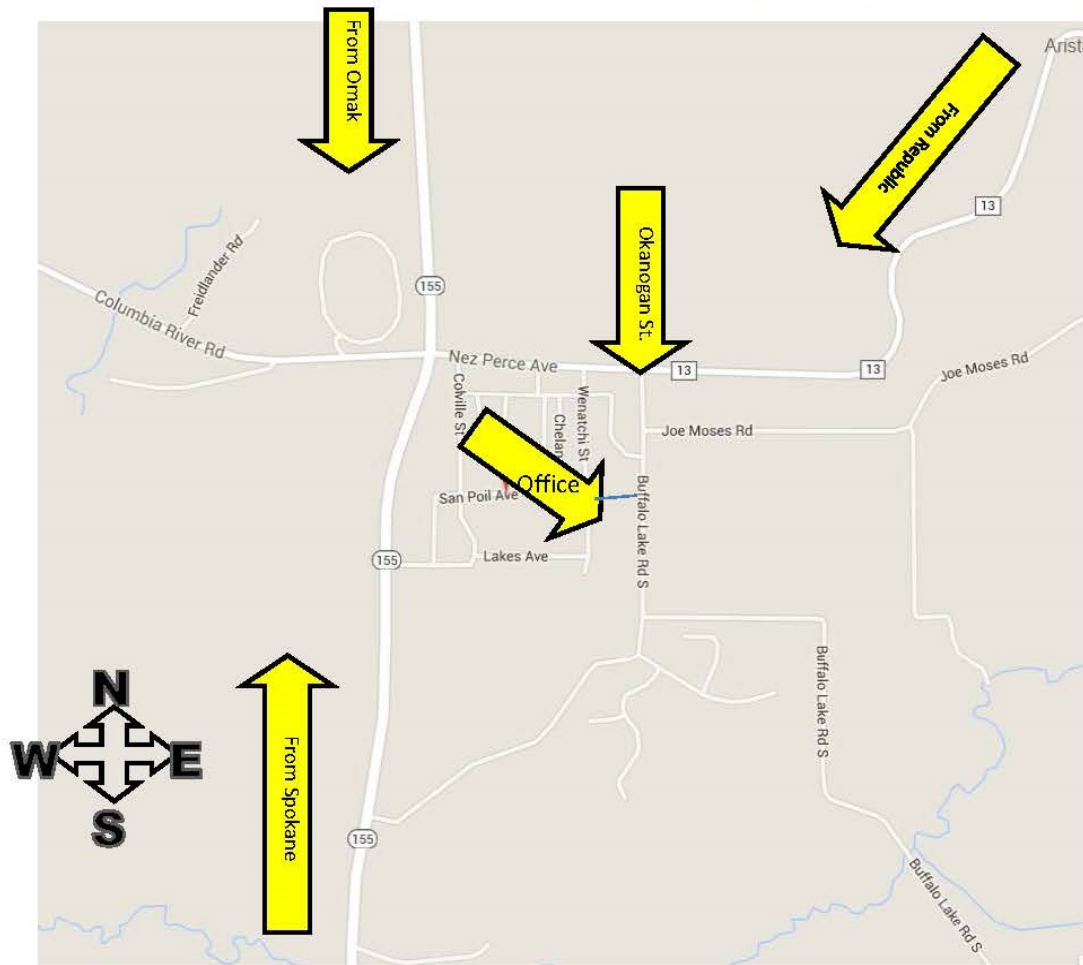 From Omak
Arist
From Republic
13
Okanogan St.
Freidlander Rd
155
Columbia River Rd
Nez Perce Ave
13
13
Joe Moses Rd
Colville St
Chelan
Wenatchi St
Joe Moses Rd
Office
San Poil Ave
Buffalo Lake Rd S
Lakes Ave
155
N
W
E
S
From Spokane
Buffalo Lake Rd S
155
Buffalo Lake Rd S